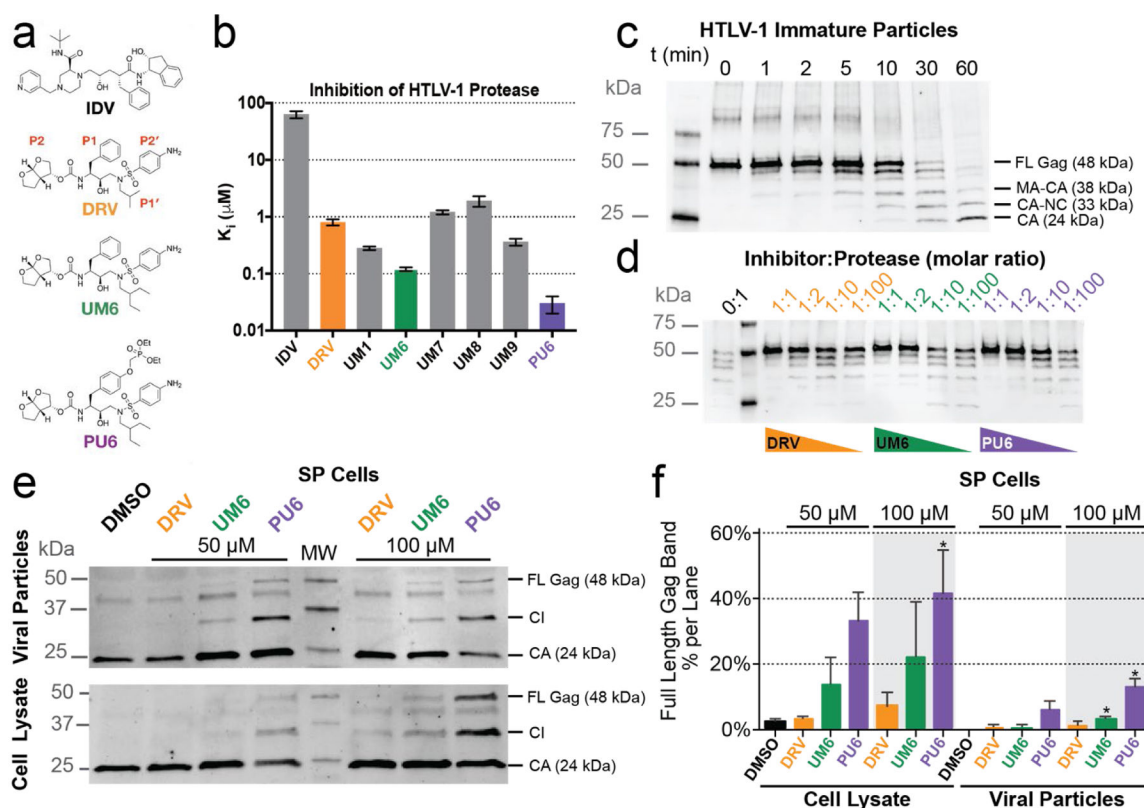 a
IDV
P2 P1 P2′
P1′
DRV
UM6
PU6
b
Inhibition of HTLV-1 Protease
Ki (μM)
100
10
1
0.1
0.01
IDV DRV UM1 UM6 UM7 UM8 UM9 PU6
c
HTLV-1 Immature Particles
t (min) 0 1 2 5 10 30 60
kDa
75
50
25
FL Gag (48 kDa)
MA-CA (38 kDa)
CA-NC (33 kDa)
CA (24 kDa)
d
Inhibitor:Protease (molar ratio)
kDa 0:1 1:1 1:2 1:10 1:100 1:1 1:2 1:10 1:100 1:1 1:2 1:10 1:100
75
50
25
DRV UM6 PU6
e
SP Cells
DMSO DRV UM6 PU6 DRV UM6 PU6
kDa 50 μM MW 100 μM
Viral Particles
50
37
25
FL Gag (48 kDa)
CI
CA (24 kDa)
Cell Lysate
50
37
25
FL Gag (48 kDa)
CI
CA (24 kDa)
f
SP Cells
50 μM 100 μM 50 μM 100 μM
Full Length Gag Band
% per Lane
60%
40%
20%
0%
* * *
DMSO DRV UM6 PU6 DRV UM6 PU6 DMSO DRV UM6 PU6 DRV UM6 PU6
Cell Lysate Viral Particles